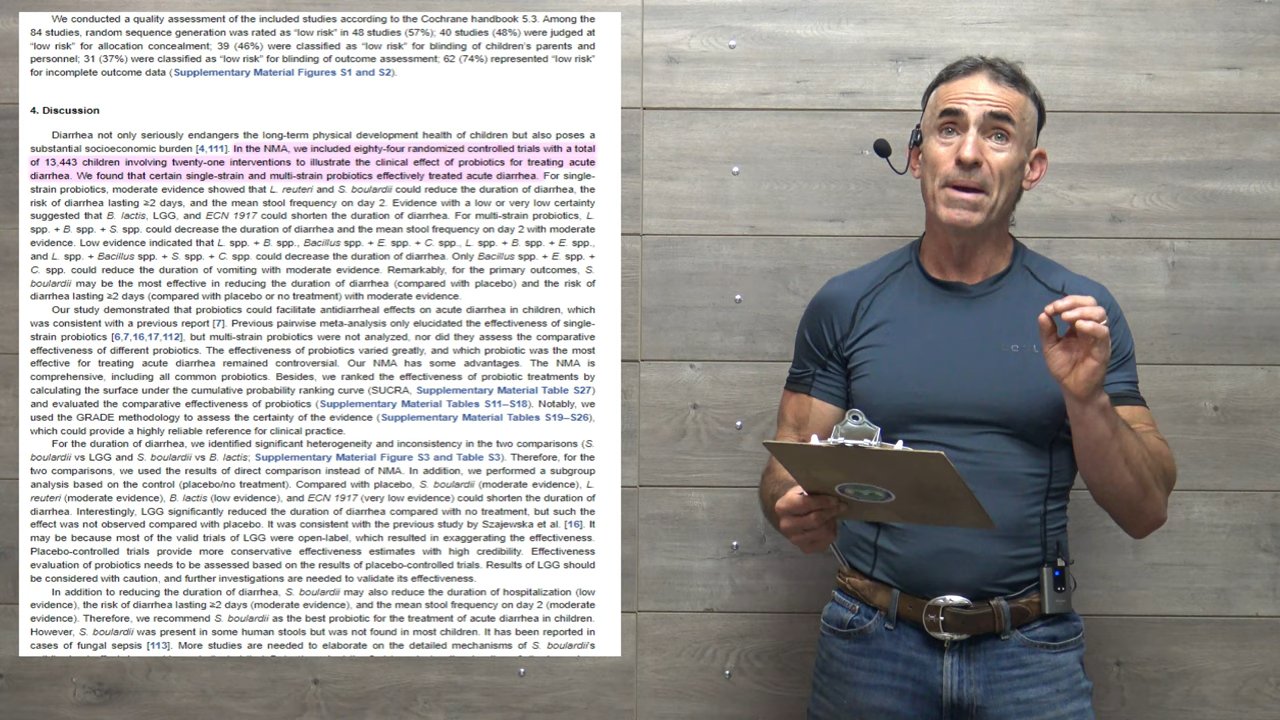 We conducted a quality assessment of the included studies according to the Cochrane handbook 5.3. Among the
84 studies, random sequence generation was rated as “low risk” in 48 studies (57%); 40 studies (48%) were judged at
“low risk” for allocation concealment; 39 (46%) were classified as “low risk” for blinding of children's parents and
personnel; 31 (37%) were classified as “low risk” for blinding of outcome assessment; 62 (74%) represented “low risk”
for incomplete outcome data (Supplementary Material Figures S1 and S2).
4. Discussion
Diarrhea not only seriously endangers the long-term physical development health of children but also poses a
substantial socioeconomic burden [4,111]. In the NMA, we included eighty-four randomized controlled trials with a total
of 13,443 children involving twenty-one interventions to illustrate the clinical effect of probiotics for treating acute
diarrhea. We found that certain single-strain and multi-strain probiotics effectively treated acute diarrhea. For single-
strain probiotics, moderate evidence showed that L. reuteri and S. boulardii could reduce the duration of diarrhea, the
risk of diarrhea lasting ≥2 days, and the mean stool frequency on day 2. Evidence with a low or very low certainty
suggested that B. lactis, LGG, and ECN 1917 could shorten the duration of diarrhea. For multi-strain probiotics, L.
spp. + B. spp. + S. spp. could decrease the duration of diarrhea and the mean stool frequency on day 2 with moderate
evidence. Low evidence indicated that L. spp. + B. spp., Bacillus spp. + E. spp. + C. spp., L. spp. + B. spp. + E. spp.,
and L. spp. + Bacillus spp. + S. spp. + C. spp. could decrease the duration of diarrhea. Only Bacillus spp. + E. spp. +
C. spp. could reduce the duration of vomiting with moderate evidence. Remarkably, for the primary outcomes, S.
boulardii may be the most effective in reducing the duration of diarrhea (compared with placebo) and the risk of
diarrhea lasting ≥2 days (compared with placebo or no treatment) with moderate evidence.
Our study demonstrated that probiotics could facilitate antidiarrheal effects on acute diarrhea in children, which
was consistent with a previous report [7]. Previous pairwise meta-analysis only elucidated the effectiveness of single-
strain probiotics [6,7,16,17,112], but multi-strain probiotics were not analyzed, nor did they assess the comparative
effectiveness of different probiotics. The effectiveness of probiotics varied greatly, and which probiotic was the most
effective for treating acute diarrhea remained controversial. Our NMA has some advantages. The NMA is
comprehensive, including all common probiotics. Besides, we ranked the effectiveness of probiotic treatments by
calculating the surface under the cumulative probability ranking curve (SUCRA, Supplementary Material Table S27)
and evaluated the comparative effectiveness of probiotics (Supplementary Material Tables S11–S18). Notably, we
used the GRADE methodology to assess the certainty of the evidence (Supplementary Material Tables S19–S26),
which could provide a highly reliable reference for clinical practice.
For the duration of diarrhea, we identified significant heterogeneity and inconsistency in the two comparisons (S.
boulardii vs LGG and S. boulardii vs B. lactis; Supplementary Material Figure S3 and Table S3). Therefore, for the
two comparisons, we used the results of direct comparison instead of NMA. In addition, we performed a subgroup
analysis based on the control (placebo/no treatment). Compared with placebo, S. boulardii (moderate evidence), L.
reuteri (moderate evidence), B. lactis (low evidence), and ECN 1917 (very low evidence) could shorten the duration of
diarrhea. Interestingly, LGG significantly reduced the duration of diarrhea compared with no treatment, but such the
effect was not observed compared with placebo. It was consistent with the previous study by Szajewska et al. [16]. It
may be because most of the valid trials of LGG were open-label, which resulted in exaggerating the effectiveness.
Placebo-controlled trials provide more conservative effectiveness estimates with high credibility. Effectiveness
evaluation of probiotics needs to be assessed based on the results of placebo-controlled trials. Results of LGG should
be considered with caution, and further investigations are needed to validate its effectiveness.
In addition to reducing the duration of diarrhea, S. boulardii may also reduce the duration of hospitalization (low
evidence), the risk of diarrhea lasting ≥2 days (moderate evidence), and the mean stool frequency on day 2 (moderate
evidence). Therefore, we recommend S. boulardii as the best probiotic for the treatment of acute diarrhea in children.
However, S. boulardii was present in some human stools but was not found in most children. It has been reported in
cases of fungal sepsis [113]. More studies are needed to elaborate on the detailed mechanisms of S. boulardii's